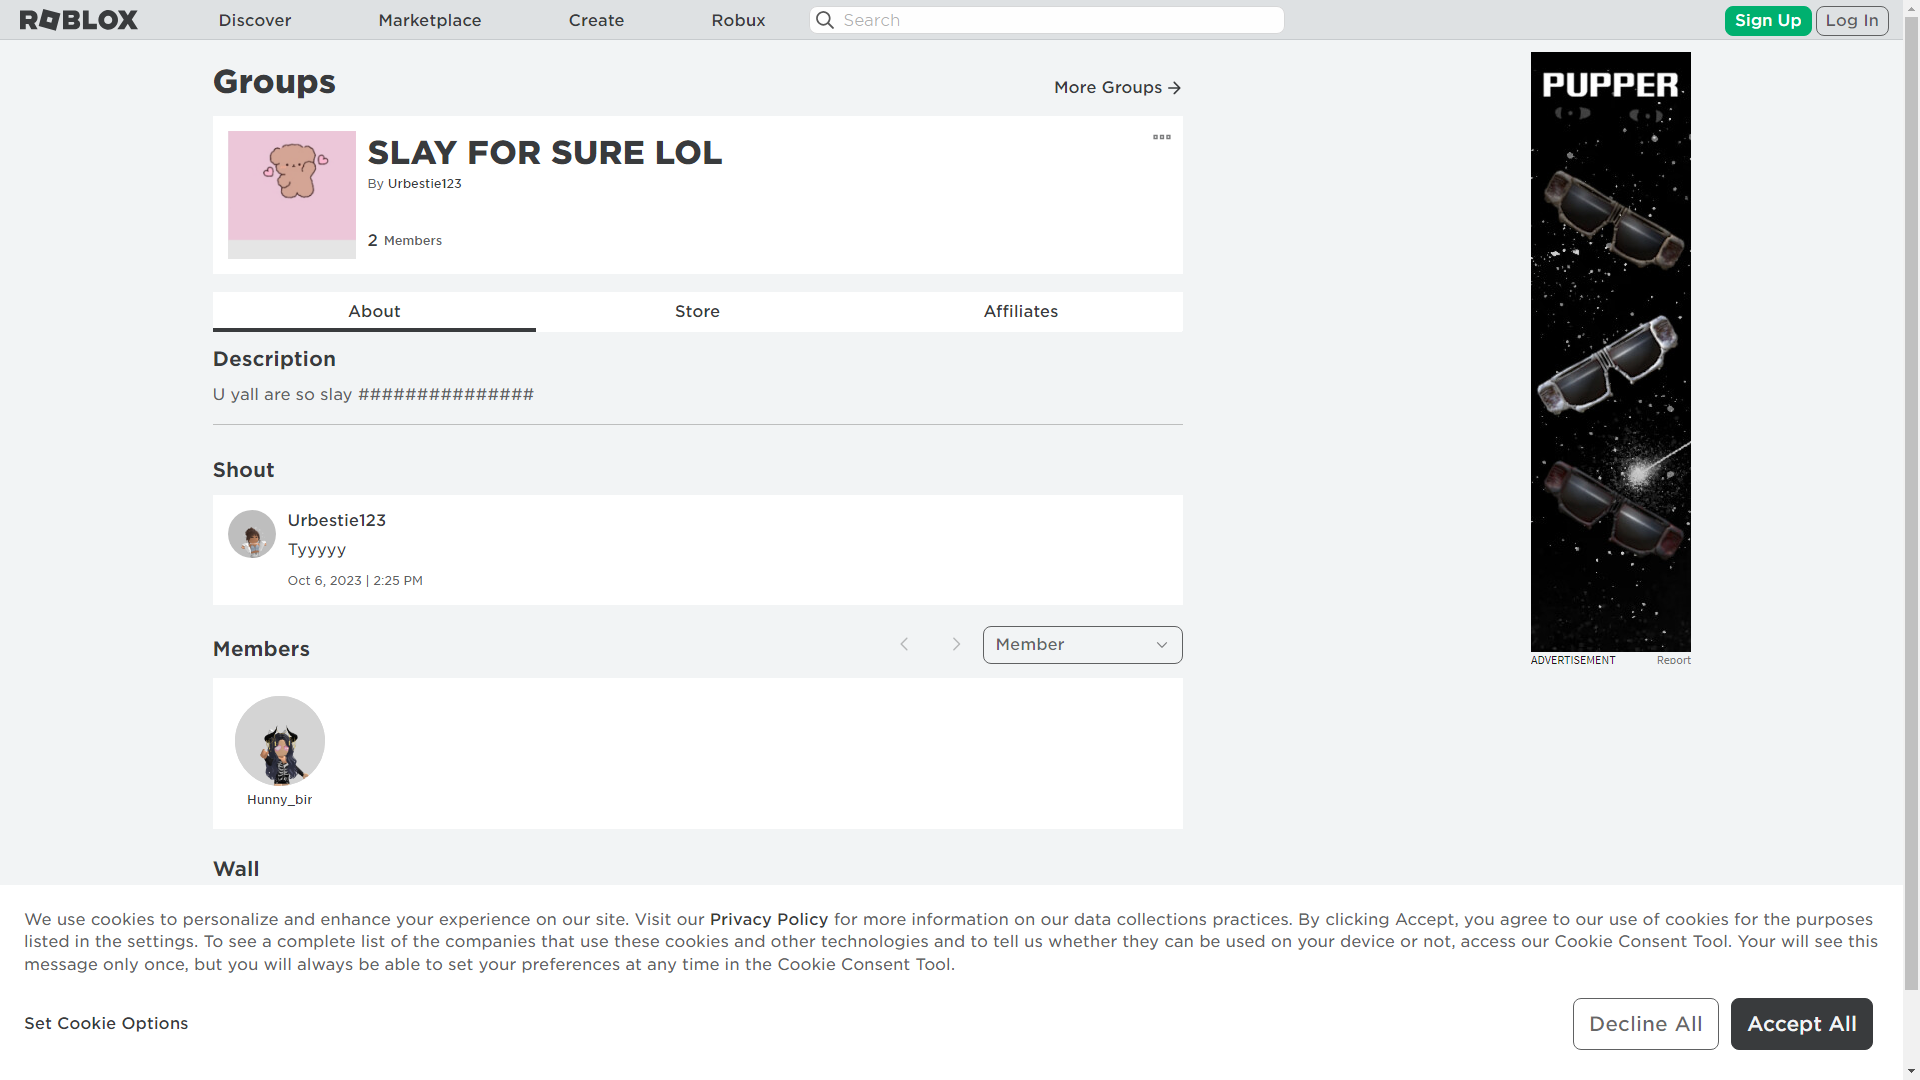 ROBLOX Discover Marketplace Create Robux Search Sign Up Log In
Groups
More Groups
SLAY FOR SURE LOL
By Urbestie123
2 Members
About Store Affiliates
Description
U yall are so slay ###############
Shout
Urbestie123
Tyyyyy
Oct 6, 2023 | 2:25 PM
Members
Member
Hunny_bir
Wall
PUPPER
ADVERTISEMENT Report
We use cookies to personalize and enhance your experience on our site. Visit our Privacy Policy for more information on our data collections practices. By clicking Accept, you agree to our use of cookies for the purposes
listed in the settings. To see a complete list of the companies that use these cookies and other technologies and to tell us whether they can be used on your device or not, access our Cookie Consent Tool. Your will see this
message only once, but you will always be able to set your preferences at any time in the Cookie Consent Tool.
Set Cookie Options
Decline All
Accept All